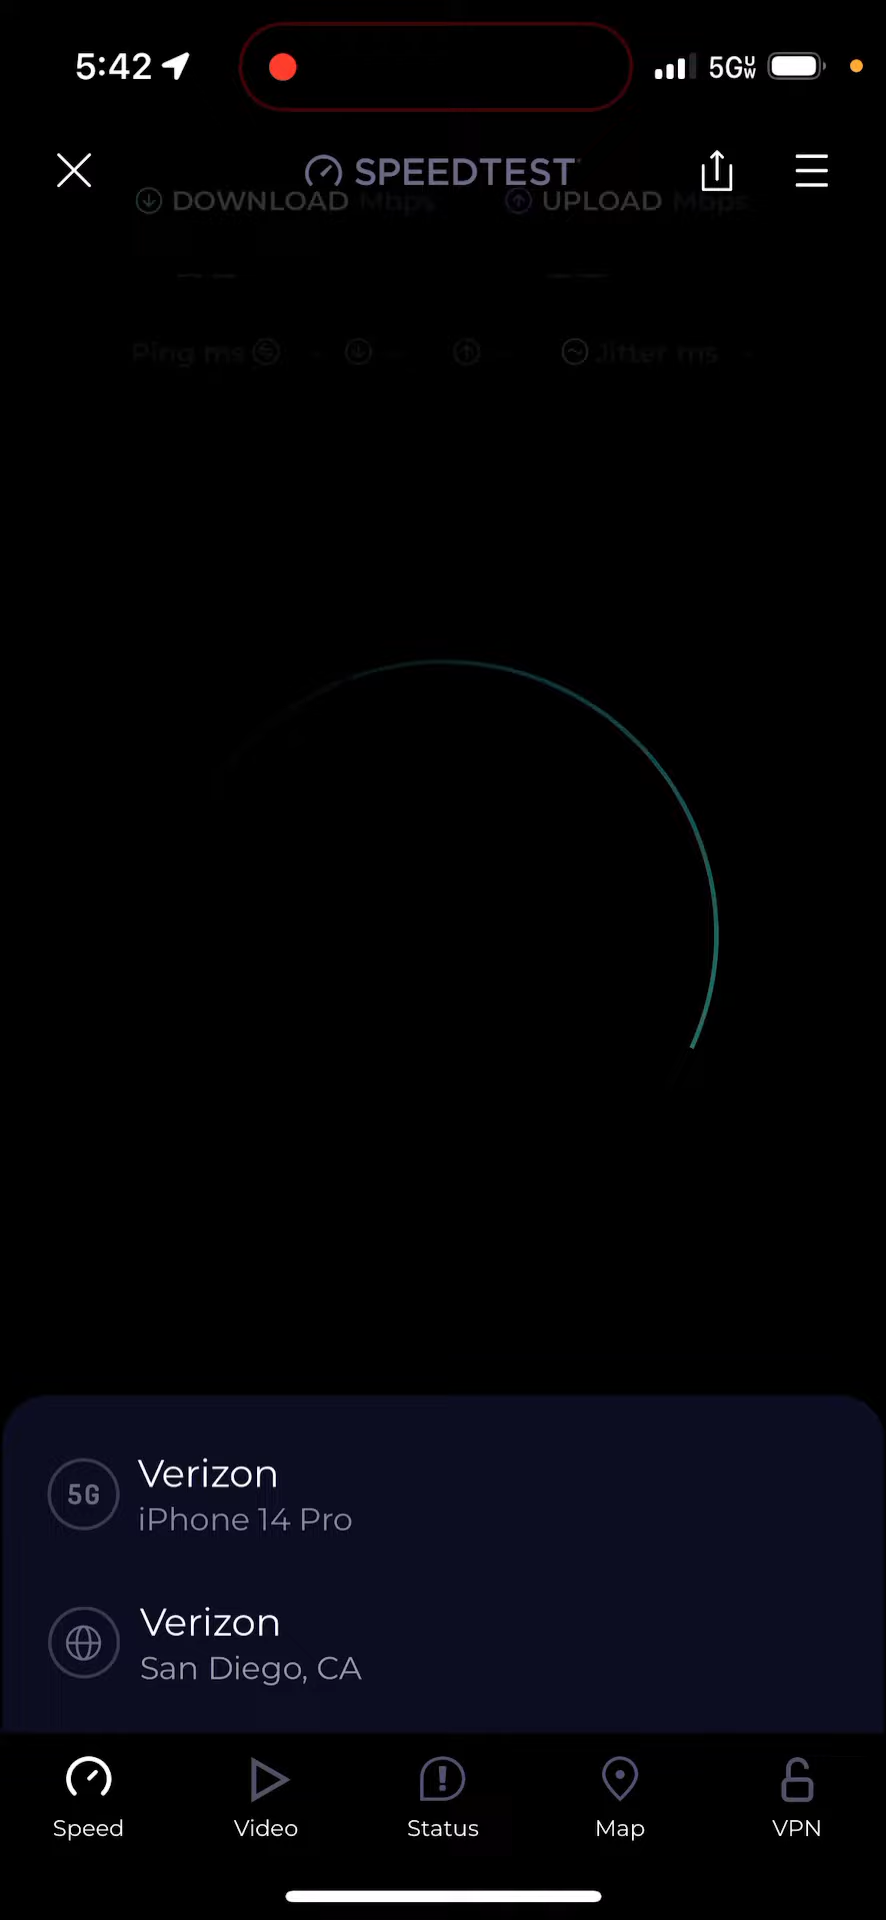 5:42
5G UW
SPEEDTEST
DOWNLOAD Mbps
UPLOAD Mbps
Ping ms
Jitter ms
5G
Verizon
iPhone 14 Pro
Verizon
San Diego, CA
Speed
Video
Status
Map
VPN